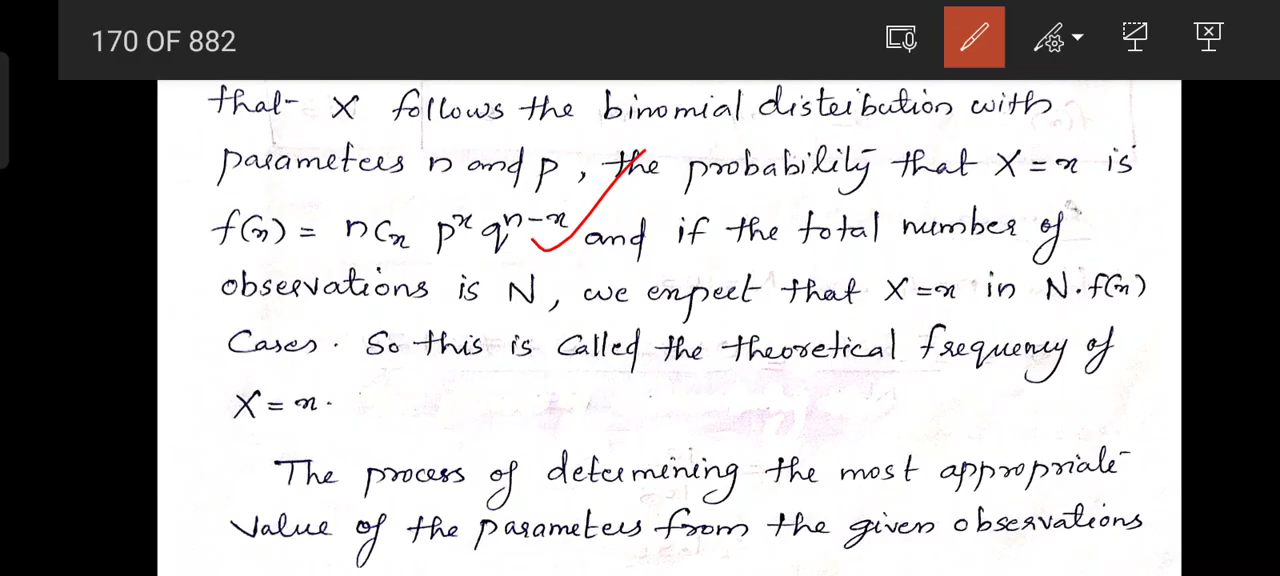 170 OF 882
that X follows the binomial distribution with
parameters n and p, the probability that X = x is
f(x) = nCx p^x q^n-x and if the total number of
observations is N, we expect that X = x in N.f(x)
Cases. So this is called the theoretical frequency of
X = x.
The process of determining the most appropriate
value of the parameters from the given observations